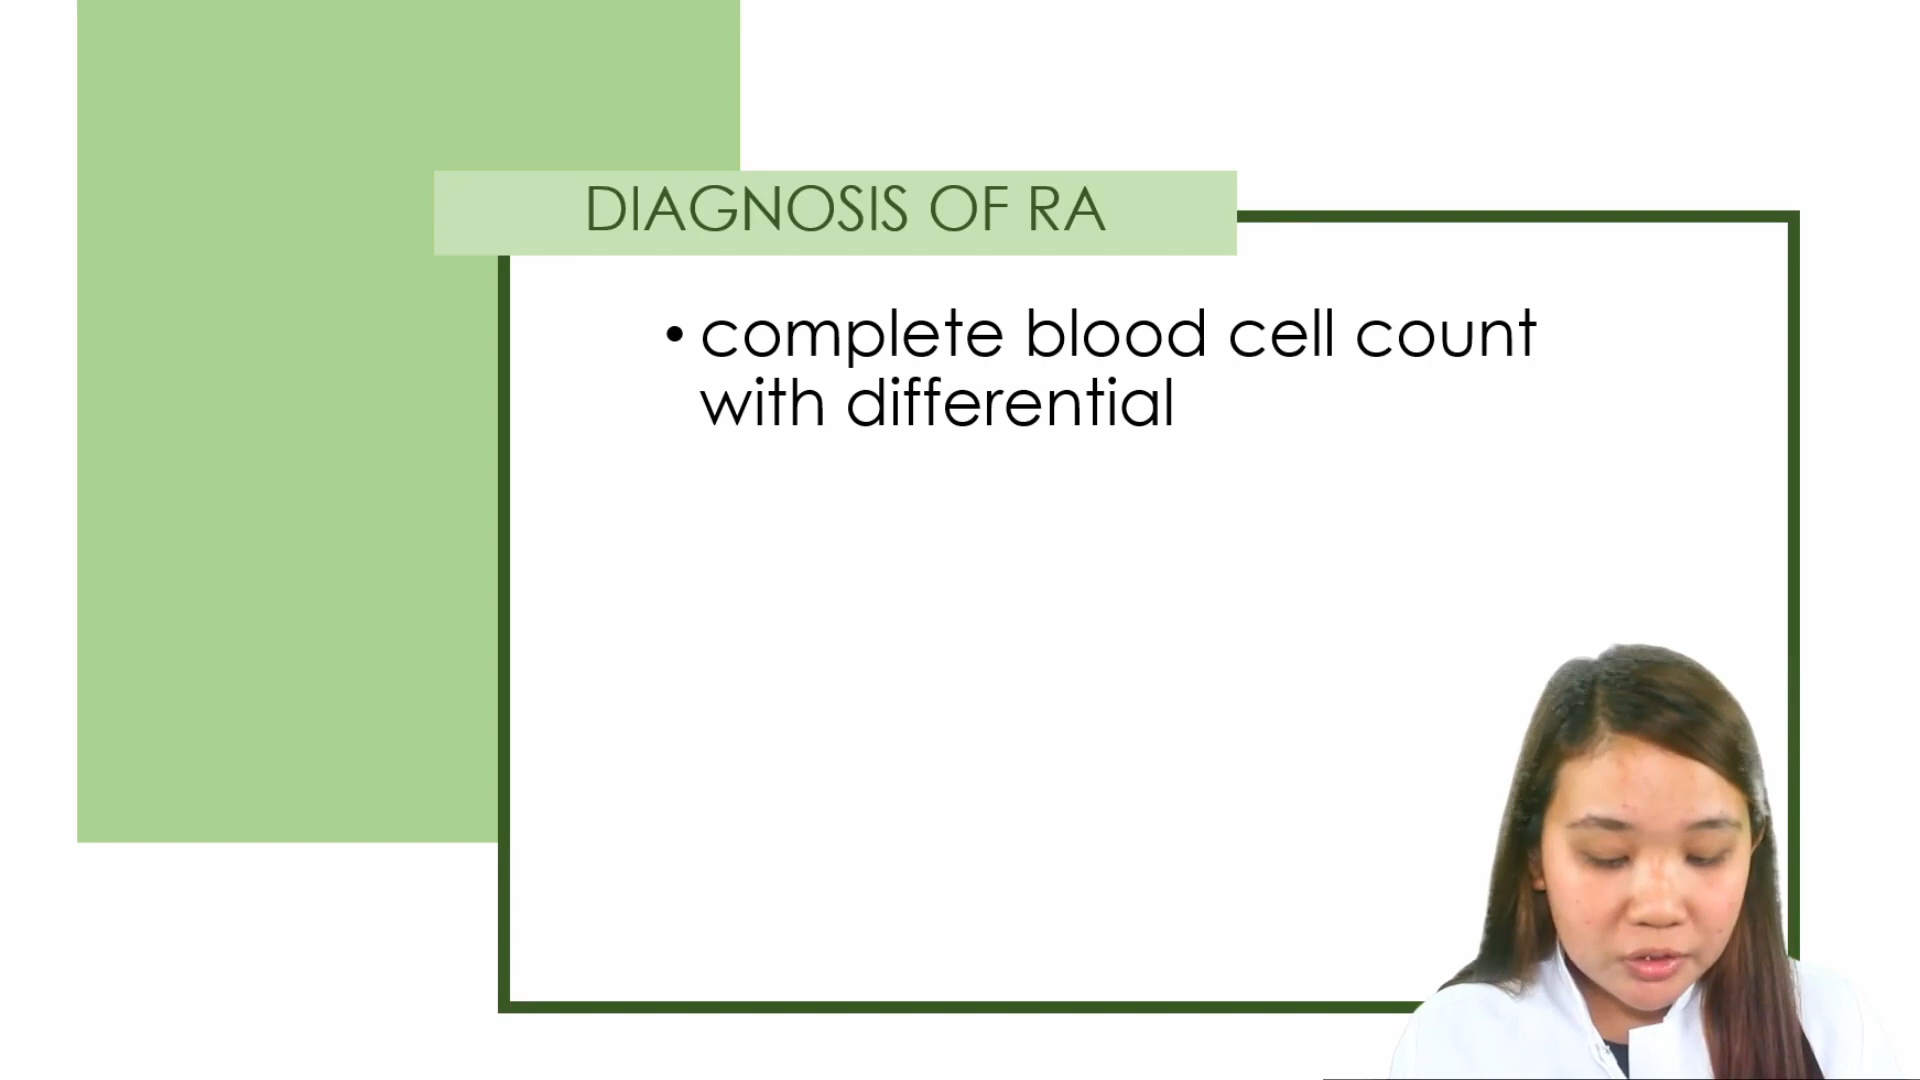 DIAGNOSIS OF RA
• complete blood cell count
with differential